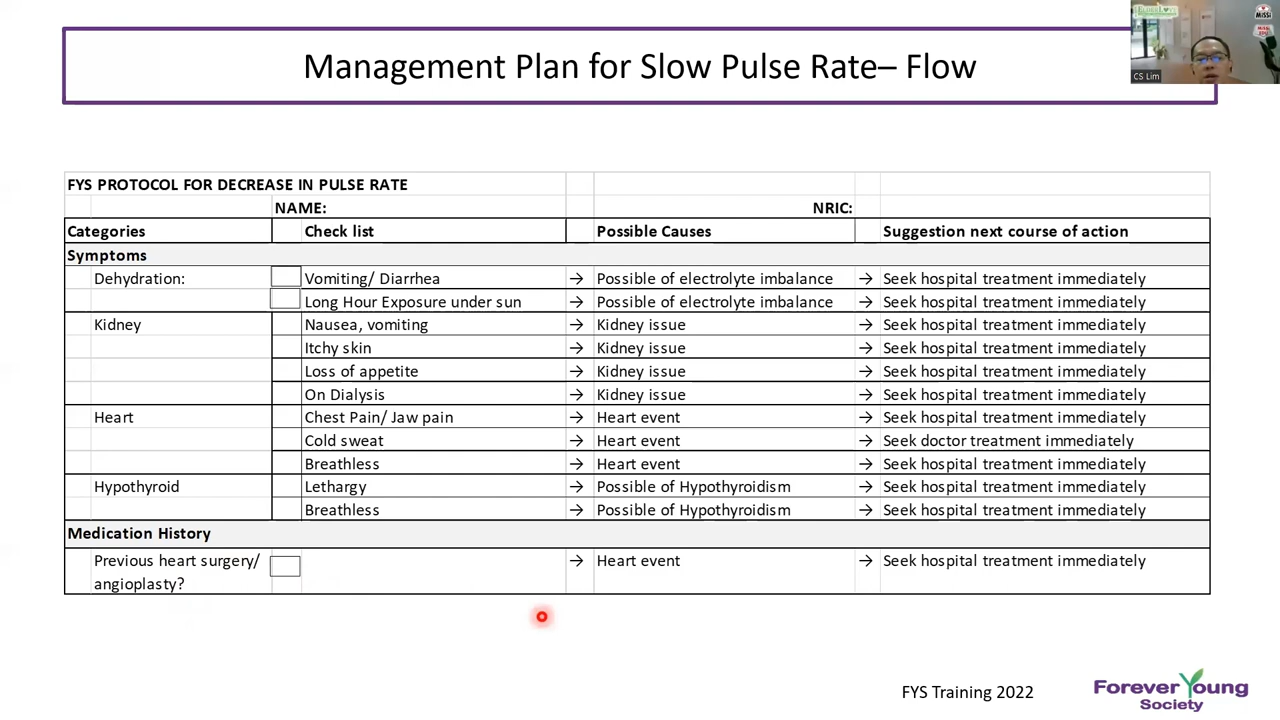 Management Plan for Slow Pulse Rate– Flow
CS Lim
FYS PROTOCOL FOR DECREASE IN PULSE RATE
NAME: NRIC:
Categories Check list Possible Causes Suggestion next course of action
Symptoms
Dehydration: Vomiting/ Diarrhea → Possible of electrolyte imbalance → Seek hospital treatment immediately
Long Hour Exposure under sun → Possible of electrolyte imbalance → Seek hospital treatment immediately
Kidney Nausea, vomiting → Kidney issue → Seek hospital treatment immediately
Itchy skin → Kidney issue → Seek hospital treatment immediately
Loss of appetite → Kidney issue → Seek hospital treatment immediately
On Dialysis → Kidney issue → Seek hospital treatment immediately
Heart Chest Pain/ Jaw pain → Heart event → Seek hospital treatment immediately
Cold sweat → Heart event → Seek doctor treatment immediately
Breathless → Heart event → Seek hospital treatment immediately
Hypothyroid Lethargy → Possible of Hypothyroidism → Seek hospital treatment immediately
Breathless → Possible of Hypothyroidism → Seek hospital treatment immediately
Medication History
Previous heart surgery/ → Heart event → Seek hospital treatment immediately
angioplasty?
FYS Training 2022
Forever Young
Society